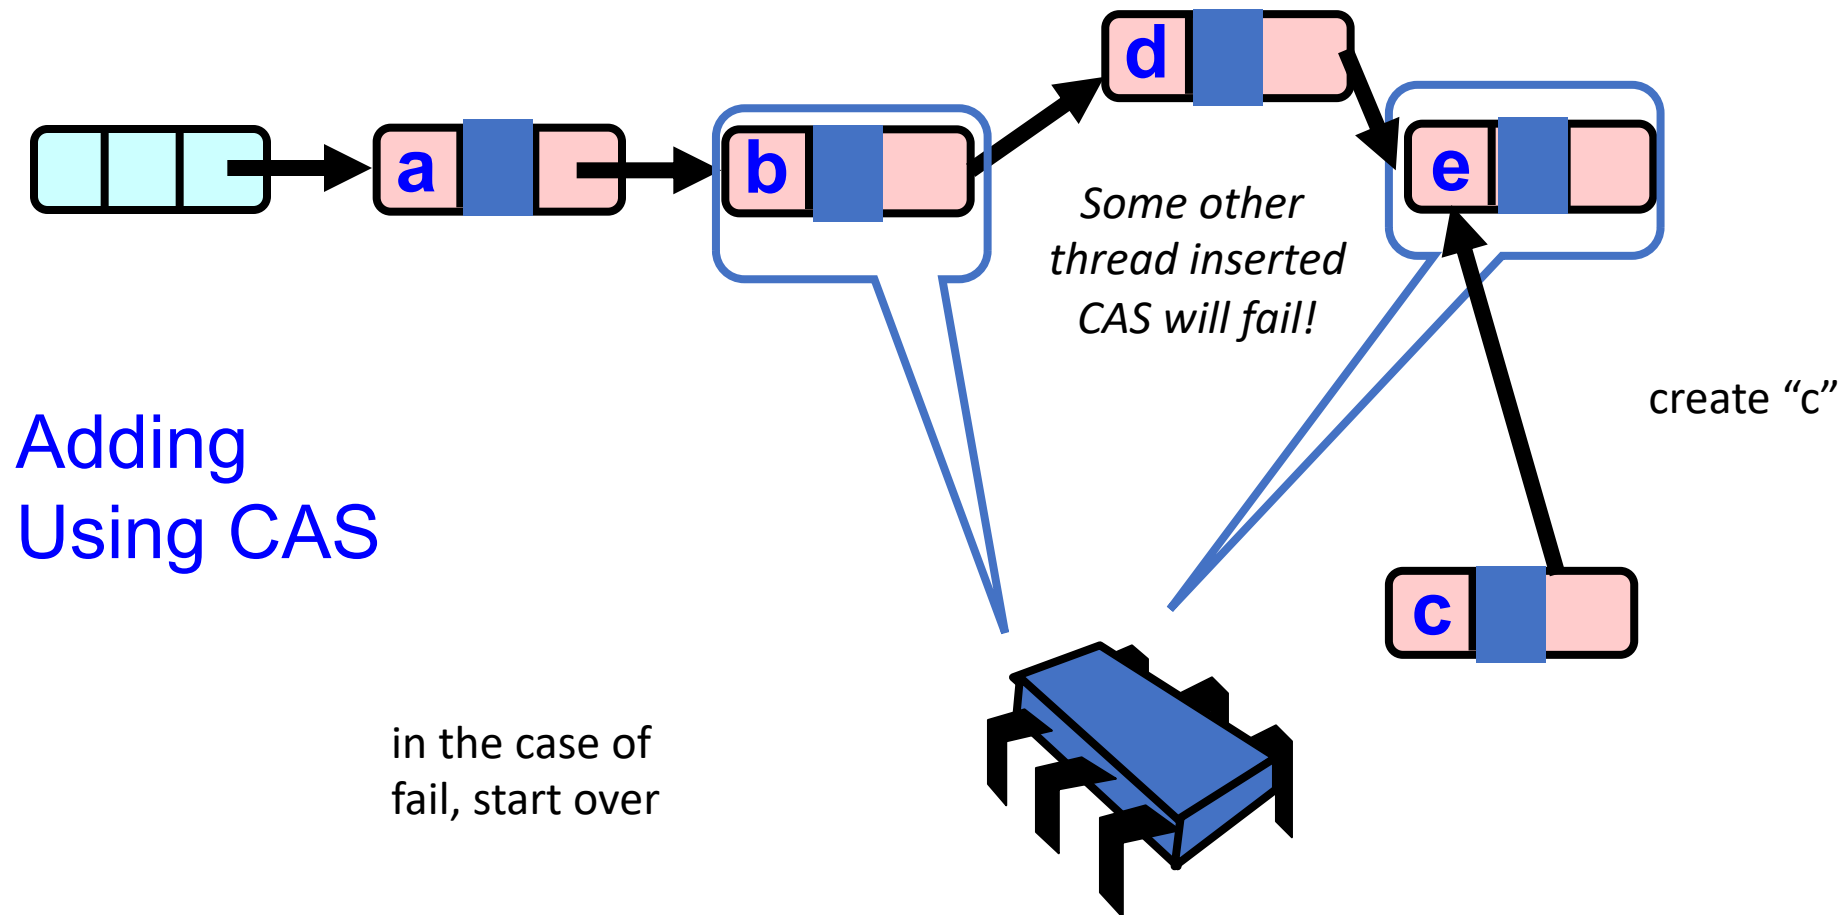 d
a
b
e
Some other
thread inserted
CAS will fail!
create “c”
Adding
Using CAS
c
in the case of
fail, start over